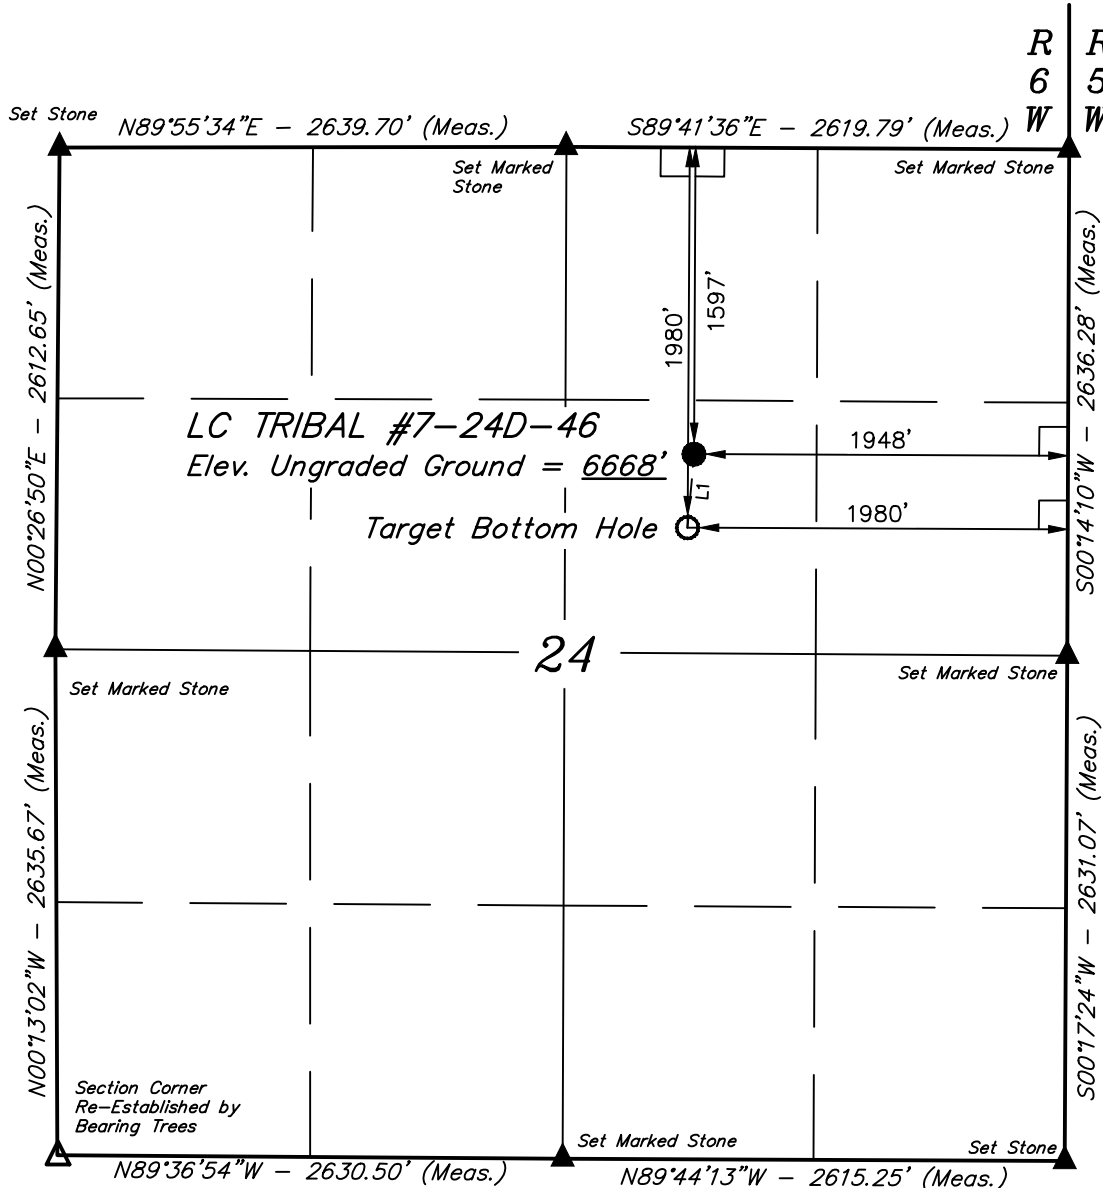 R
6
W
R
5
W
Set Stone
N89°55'34"E - 2639.70' (Meas.)
S89°41'36"E - 2619.79' (Meas.)
Set Marked
Stone
Set Marked Stone
N00°26'50"E - 2612.65' (Meas.)
1980'
1597'
S00°14'10"W - 2636.28' (Meas.)
LC TRIBAL #7-24D-46
Elev. Ungraded Ground = 6668'
1948'
L1
Target Bottom Hole
1980'
24
Set Marked Stone
Set Marked Stone
N00°13'02"W - 2635.67' (Meas.)
S00°17'24"W - 2631.07' (Meas.)
Section Corner
Re-Established by
Bearing Trees
Set Marked Stone
Set Stone
N89°36'54"W - 2630.50' (Meas.)
N89°44'13"W - 2615.25' (Meas.)